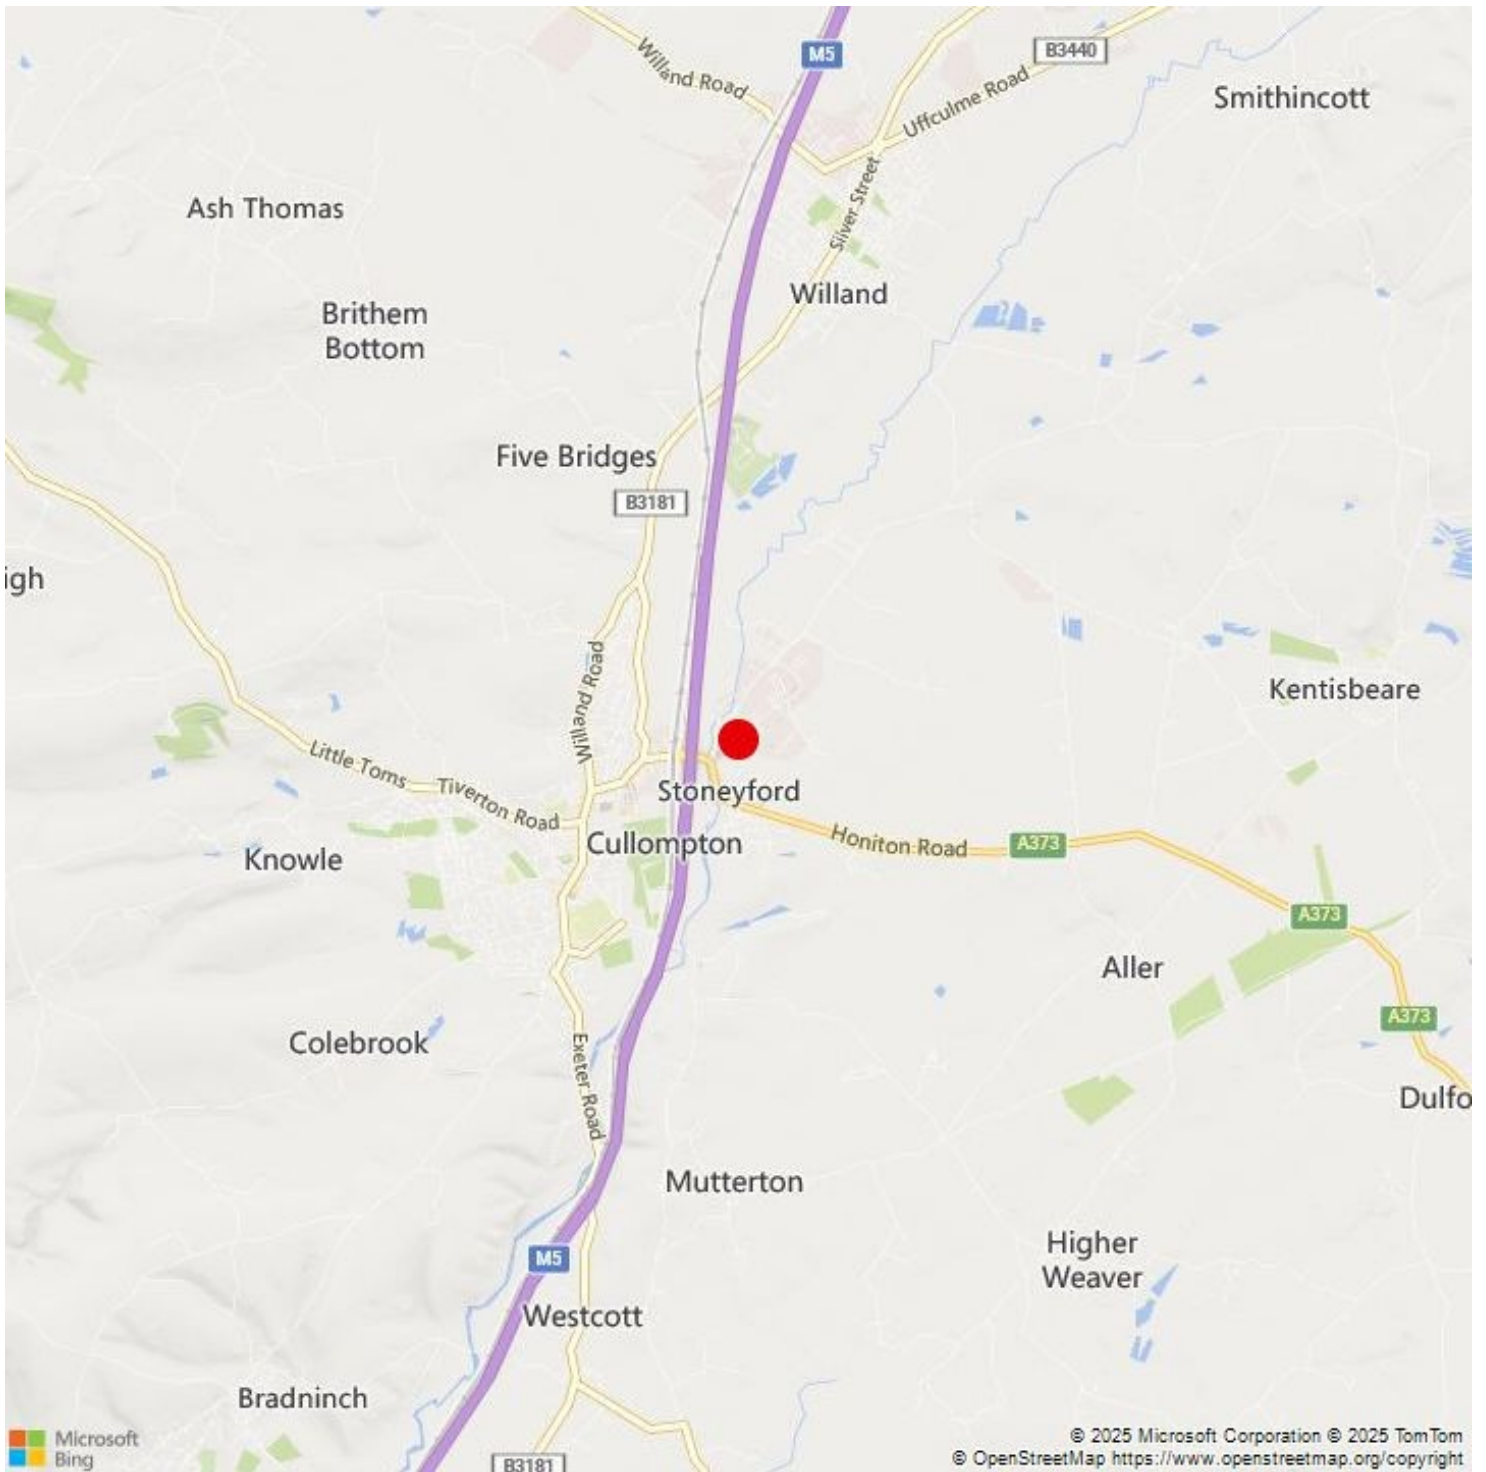 M5
B3440
Willand Road
Uffculme Road
Smithincott
Silver Street
Ash Thomas
Willand
Brithem
Bottom
Five Bridges
B3181
igh
Willand Road
Kentisbeare
Little Toms
Tiverton Road
Stoneyford
Honiton Road
A373
Cullompton
Knowle
A373
Aller
A373
Colebrook
Exeter Road
Dulfo
Mutterton
Higher
Weaver
M5
Westcott
Bradninch
B3181
Microsoft
Bing
© 2025 Microsoft Corporation © 2025 TomTom
© OpenStreetMap https://www.openstreetmap.org/copyright